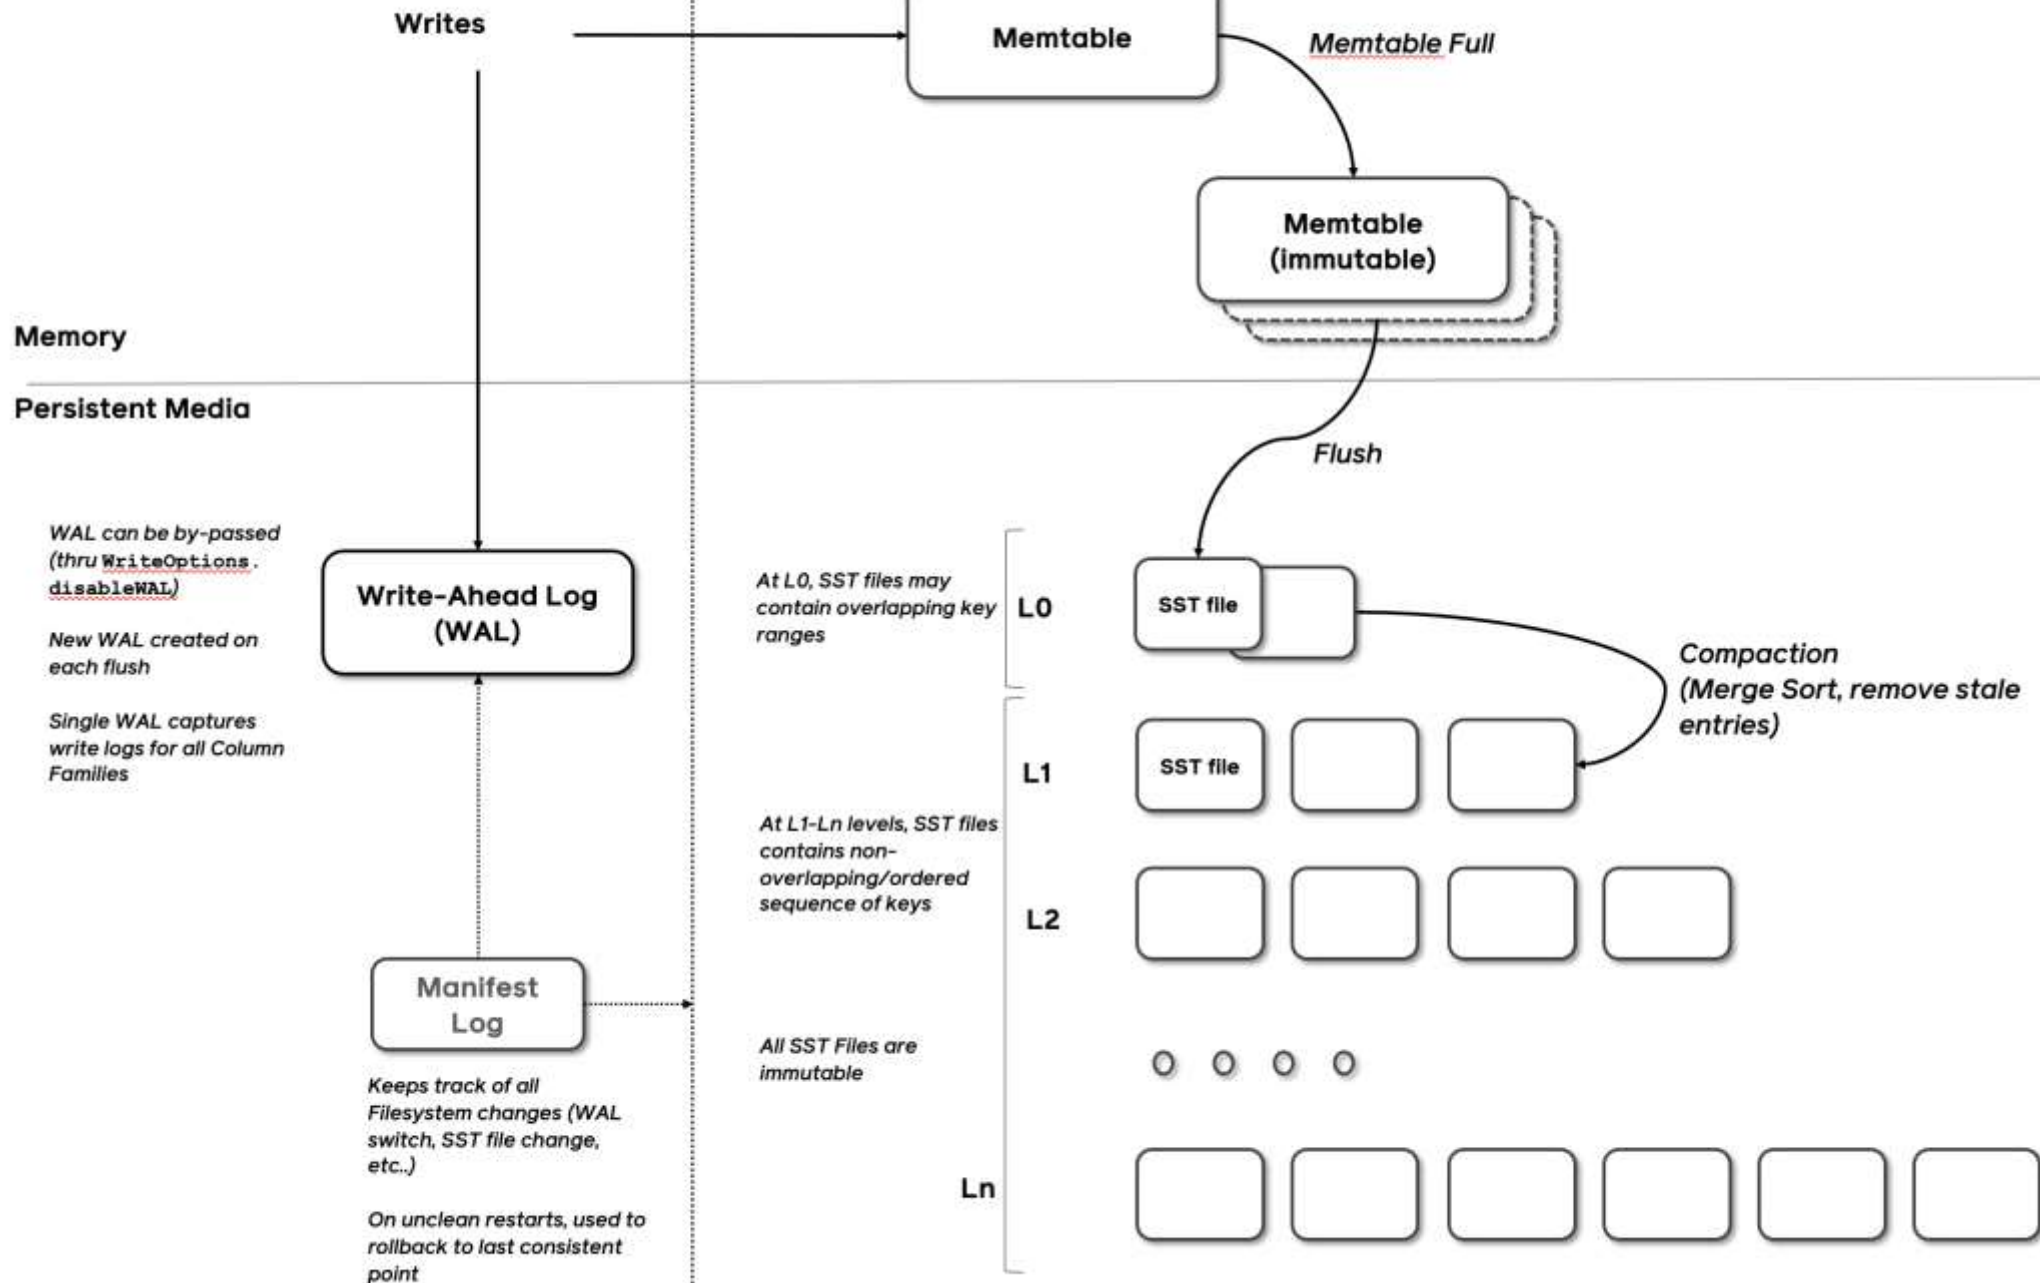 Writes
Memtable
Memtable Full
Memtable
(immutable)
Memory
Persistent Media
Flush
WAL can be by-passed
(thru WriteOptions.
disableWAL)
New WAL created on
each flush
Single WAL captures
write logs for all Column
Families
Write-Ahead Log
(WAL)
At L0, SST files may
contain overlapping key
ranges
L0
SST file
Compaction
(Merge Sort, remove stale
entries)
L1
SST file
At L1-Ln levels, SST files
contains non-
overlapping/ordered
sequence of keys
L2
Manifest
Log
All SST Files are
immutable
Keeps track of all
Filesystem changes (WAL
switch, SST file change,
etc..)
On unclean restarts, used to
rollback to last consistent
point
Ln